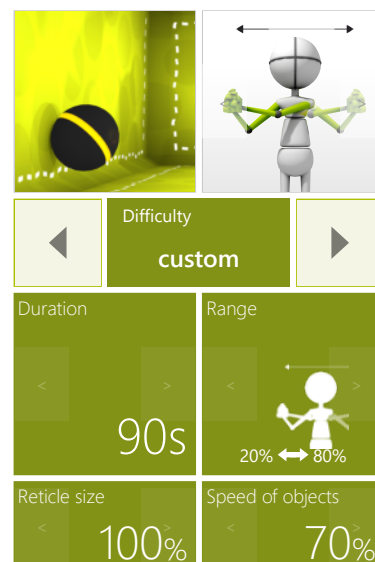 Difficulty
custom
Duration
Range
< >
< >
90s
20% 80%
Reticle size
Speed of objects
< >
< >
100%
70%